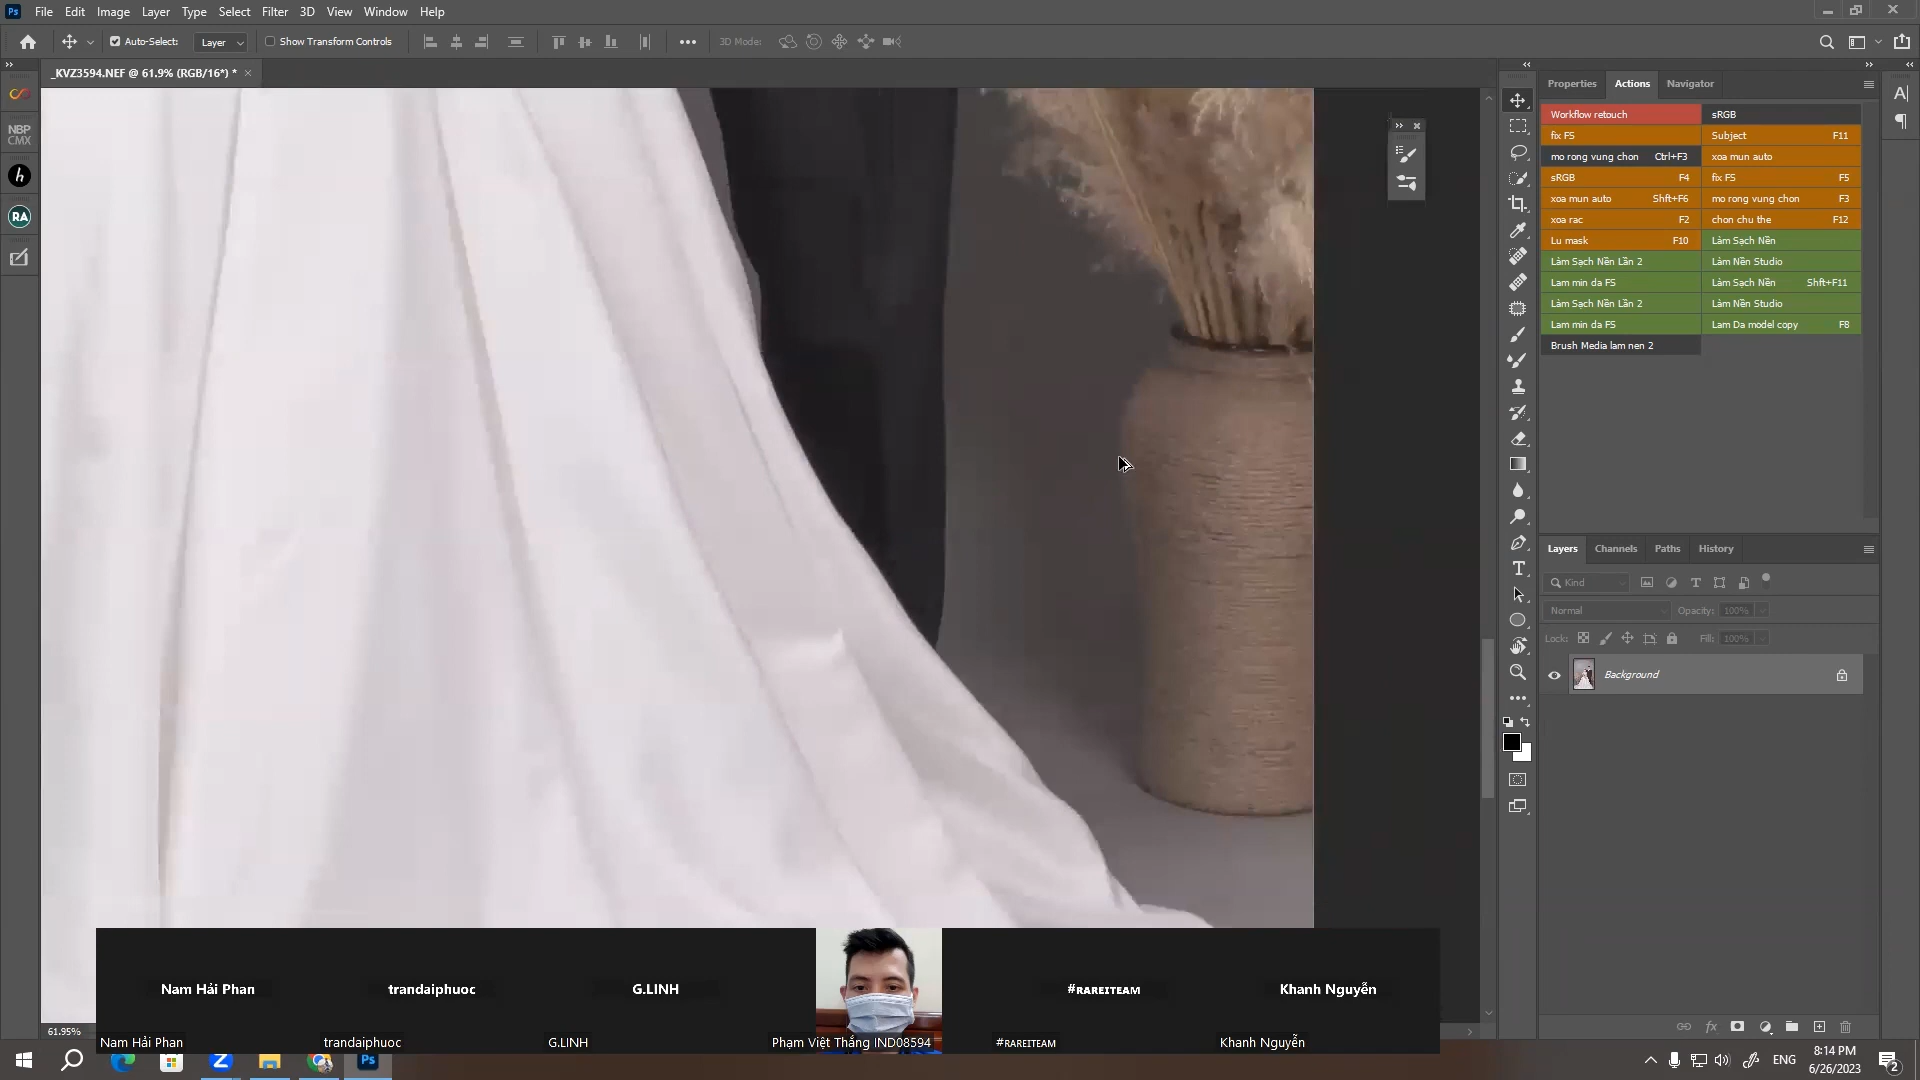 Ps File Edit Image Layer Type Select Filter 3D View Window Help
Auto-Select: Layer Show Transform Controls 3D Mode:
_KVZ3594.NEF @ 61.9% (RGB/16*) *
NBP
CMX
h
RA
Properties Actions Navigator
Workflow retouch sRGB
fix FS Subject F11
mo rong vung chon Ctrl+F3 xoa mun auto
sRGB F4 fix FS F5
xoa mun auto Shft+F6 mo rong vung chon F3
xoa rac F2 chon chu the F12
Lu mask F10 Làm Sạch Nền
Làm Sạch Nền Lần 2 Làm Nền Studio
Lam min da FS Làm Sạch Nền Shft+F11
Làm Sạch Nền Lần 2 Làm Nền Studio
Lam min da FS Lam Da model copy F8
Brush Media lam nen 2
Layers Channels Paths History
Kind
Normal Opacity: 100%
Lock: Fill: 100%
Background
61.95%
Nam Hải Phan trandaiphuoc G.LINH #RAREITEAM Khanh Nguyễn
Nam Hải Phan trandaiphuoc G.LINH Phạm Việt Thắng IND08594 #RAREITEAM Khanh Nguyễn
Z Ps ENG 8:14 PM
6/26/2023 2